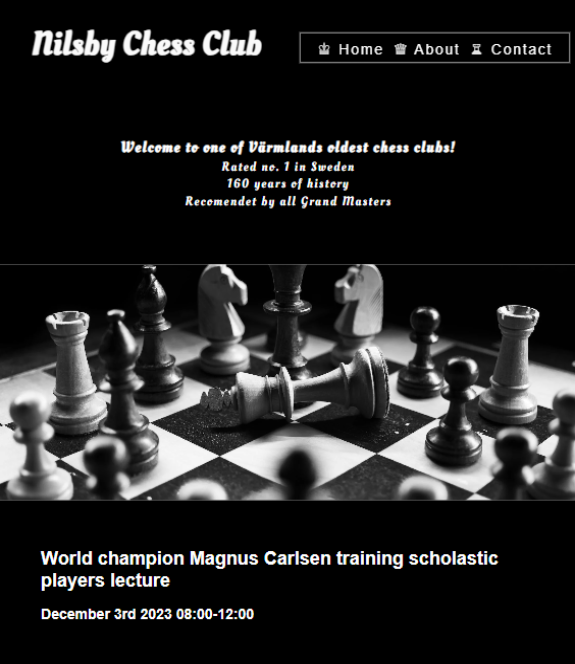 Nilsby Chess Club
♔ Home ♕ About ♖ Contact
Welcome to one of Värmlands oldest chess clubs!
Rated no. 1 in Sweden
160 years of history
Recomendet by all Grand Masters
World champion Magnus Carlsen training scholastic
players lecture
December 3rd 2023 08:00-12:00